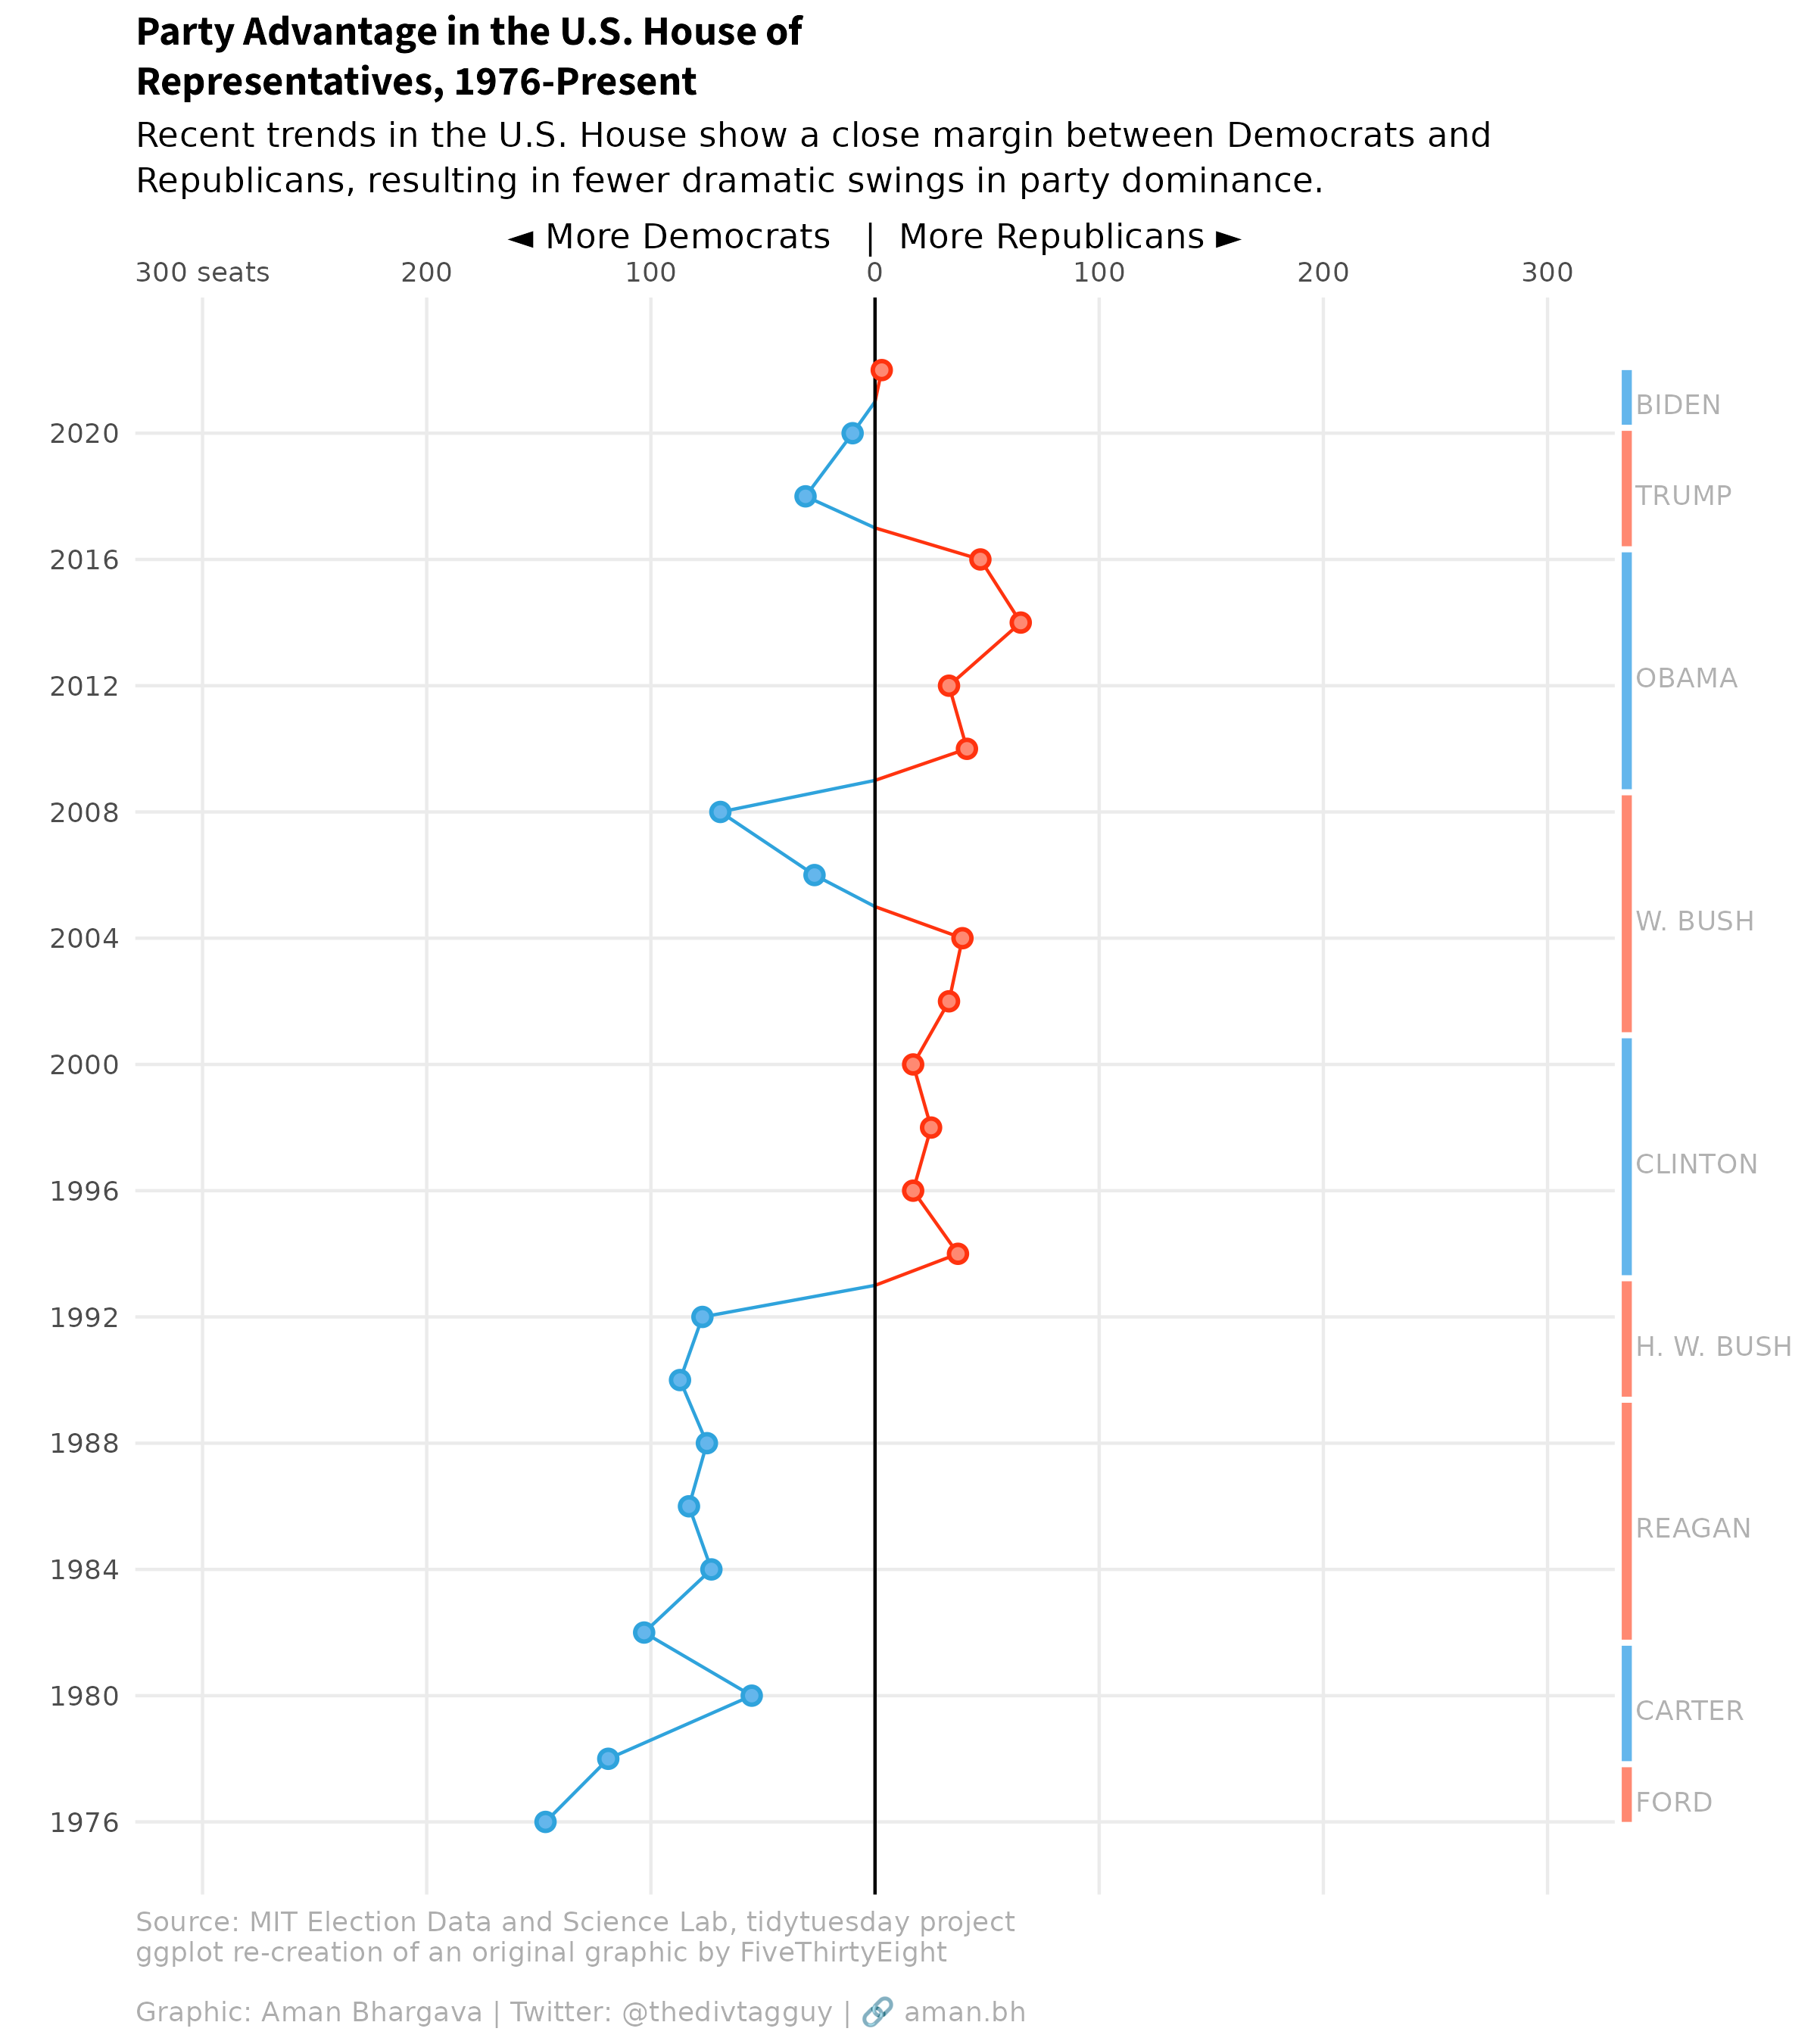 Party Advantage in the U.S. House of
Representatives, 1976-Present
Recent trends in the U.S. House show a close margin between Democrats and
Republicans, resulting in fewer dramatic swings in party dominance.
◄ More Democrats | More Republicans ►
300 seats 200 100 0 100 200 300
BIDEN
2020
TRUMP
2016
OBAMA
2012
2008
W. BUSH
2004
2000
CLINTON
1996
1992
H. W. BUSH
1988
REAGAN
1984
1980
CARTER
FORD
1976
Source: MIT Election Data and Science Lab, tidytuesday project
ggplot re-creation of an original graphic by FiveThirtyEight
Graphic: Aman Bhargava | Twitter: @thedivtagguy | 🔗 aman.bh